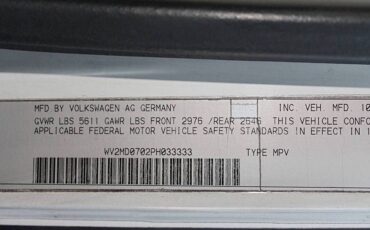 MFD BY VOLKSWAGEN AG GERMANY INC. VEH. MFD. 10
GVWR LBS 5611 GAWR LBS FRONT 2976 /REAR 2646 THIS VEHICLE CONFO
APPLICABLE FEDERAL MOTOR VEHICLE SAFETY STANDARDS IN EFFECT IN T
WV2MD0702PH033333 TYPE MPV